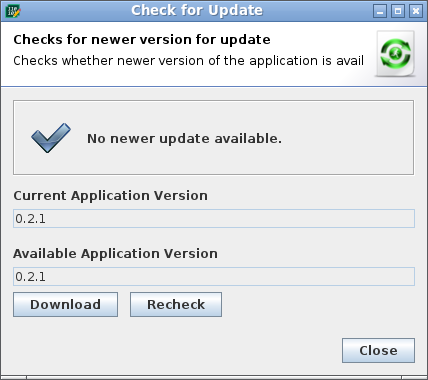 Check for Update
Checks for newer version for update
Checks whether newer version of the application is avail
No newer update available.
Current Application Version
0.2.1
Available Application Version
0.2.1
Download Recheck
Close